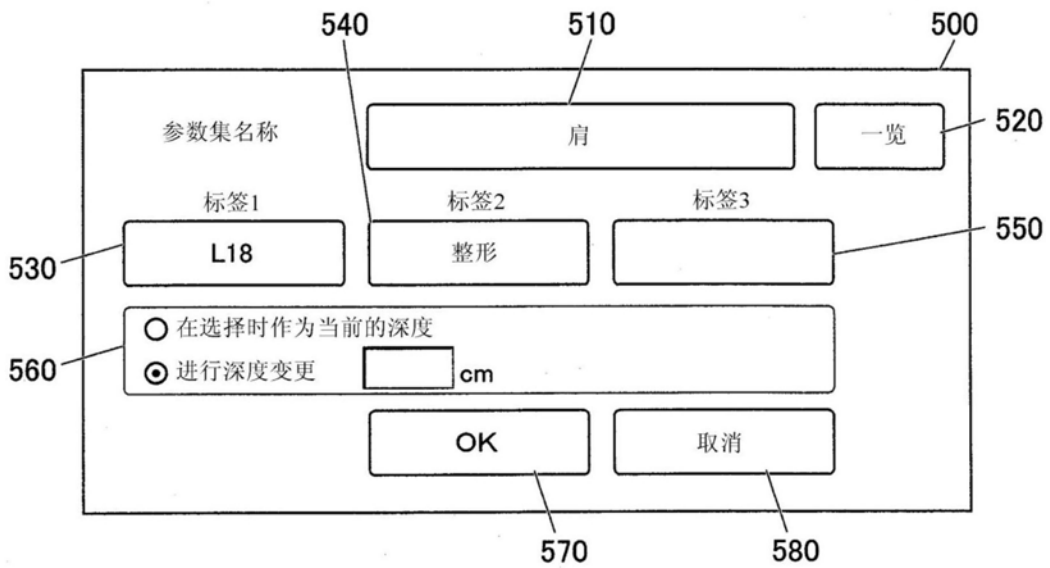 540 510 500
参数集名称 肩 一览 520
标签1 标签2 标签3
530 L18 整形 550
在选择时作为当前的深度
560 进行深度变更 cm
OK 取消
570 580